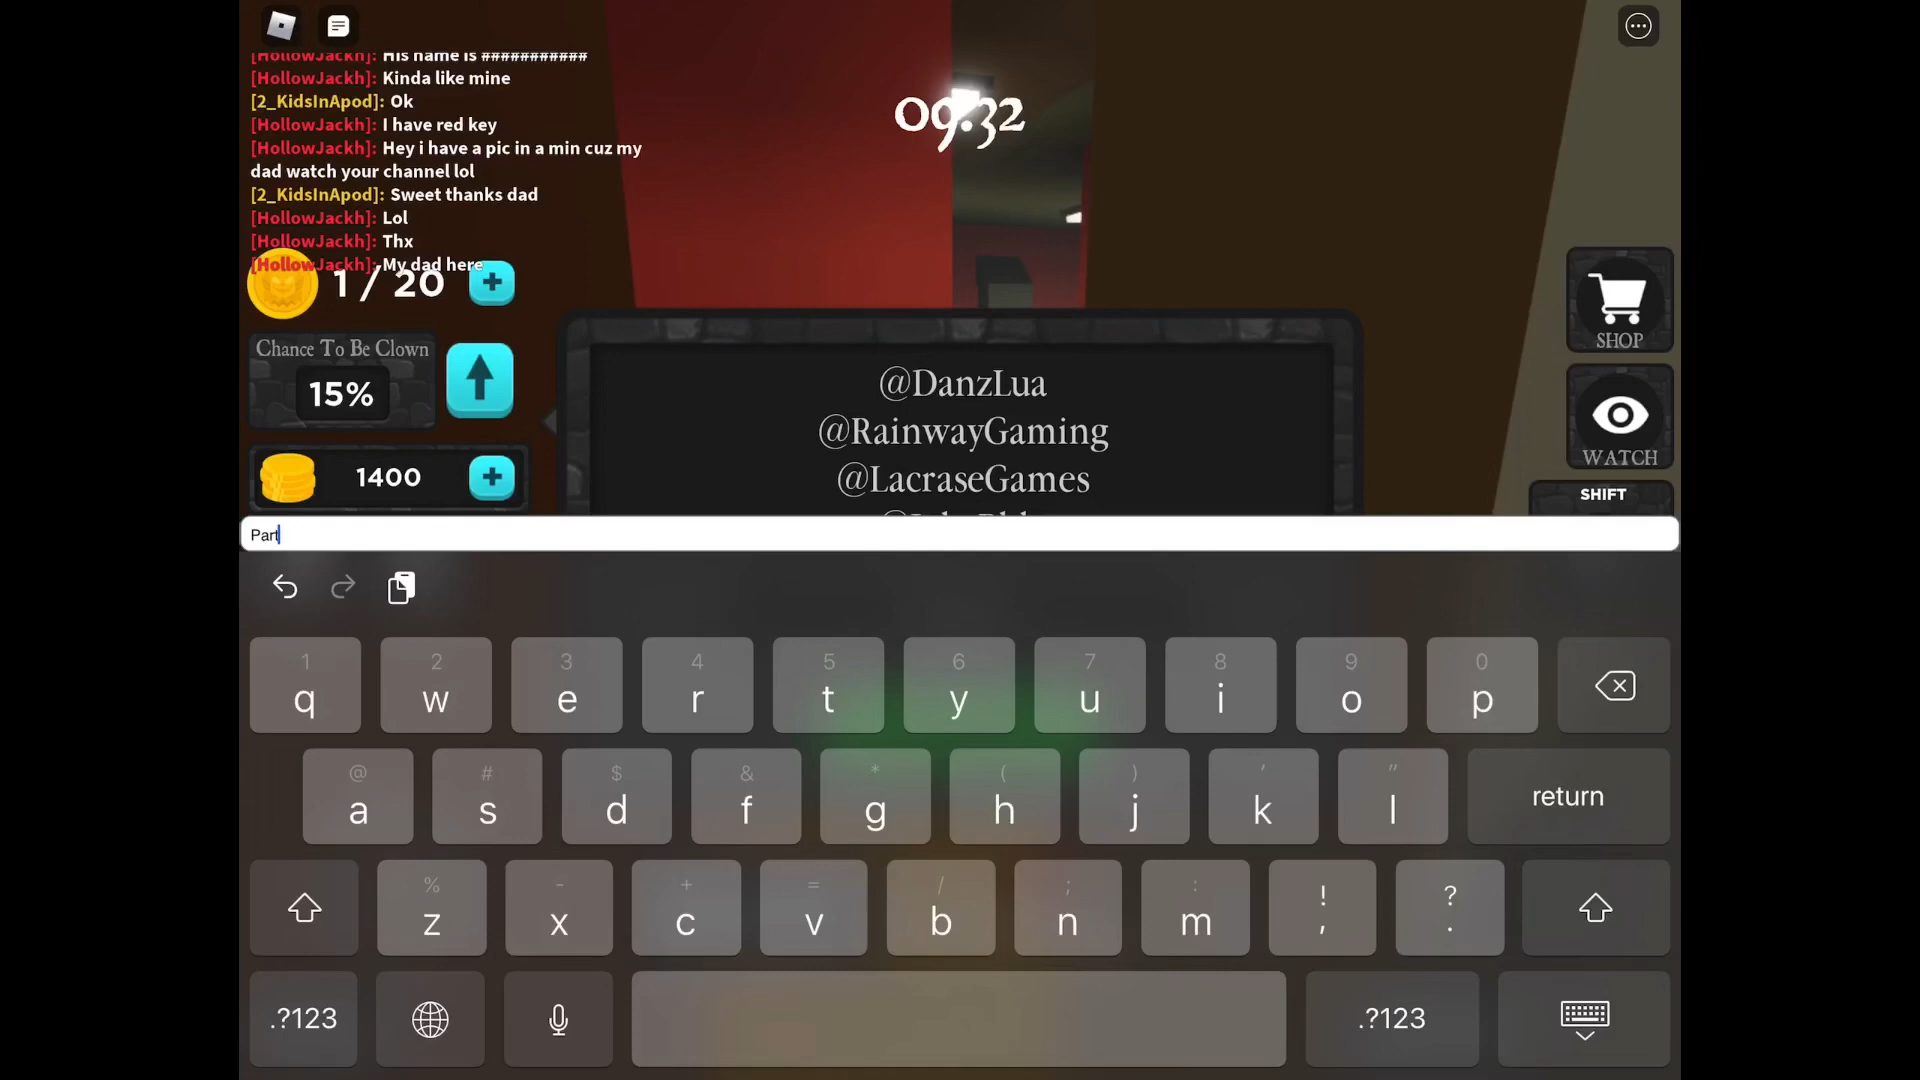 [HollowJackh]: His name is ###########
[HollowJackh]: Kinda like mine
[2_KidsInApod]: Ok
[HollowJackh]: I have red key
[HollowJackh]: Hey i have a pic in a min cuz my
dad watch your channel lol
[2_KidsInApod]: Sweet thanks dad
[HollowJackh]: Lol
[HollowJackh]: Thx
[HollowJackh]: My dad here
09:32
1 / 20
+
Chance To Be Clown
15%
1400
+
SHOP
WATCH
SHIFT
@DanzLua
@RainwayGaming
@LacraseGames
Part
1 2 3 4 5 6 7 8 9 0
q w e r t y u i o p
@ # $ & * ( ) ' "
a s d f g h j k l return
% - + = / ; : ! ?
z x c v b n m , .
.?123 .?123